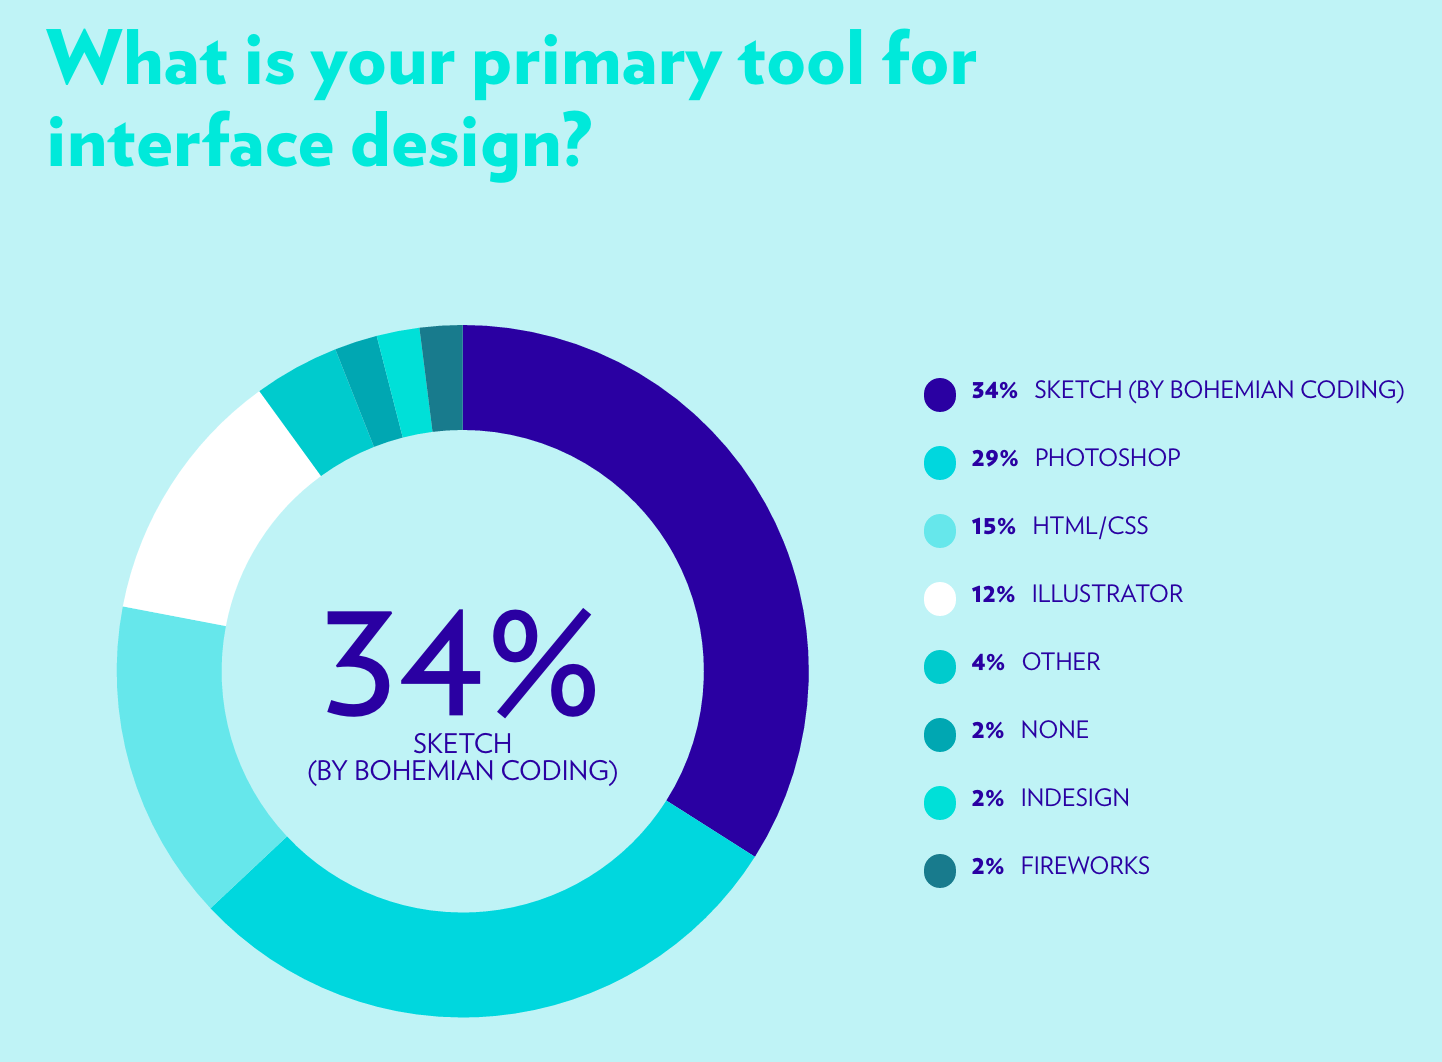 What is your primary tool for
interface design?
34%
SKETCH
(BY BOHEMIAN CODING)
34% SKETCH (BY BOHEMIAN CODING)
29% PHOTOSHOP
15% HTML/CSS
12% ILLUSTRATOR
4% OTHER
2% NONE
2% INDESIGN
2% FIREWORKS